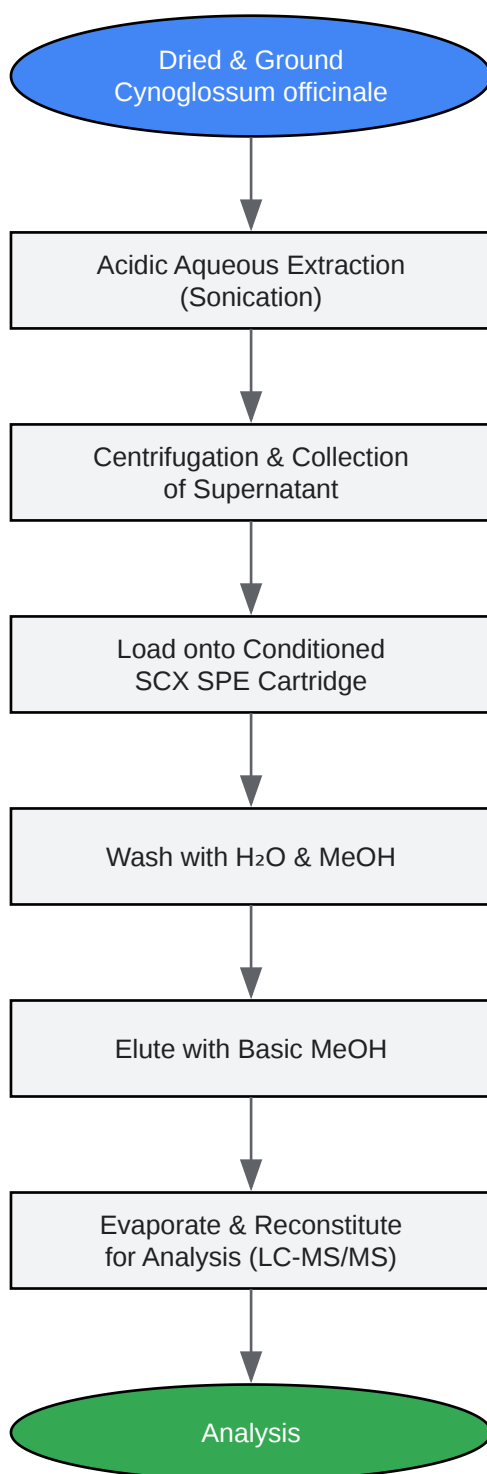 Dried & Ground
Cynoglossum officinale
Acidic Aqueous Extraction
(Sonication)
Centrifugation & Collection
of Supernatant
Load onto Conditioned
SCX SPE Cartridge
Wash with H₂O & MeOH
Elute with Basic MeOH
Evaporate & Reconstitute
for Analysis (LC-MS/MS)
Analysis